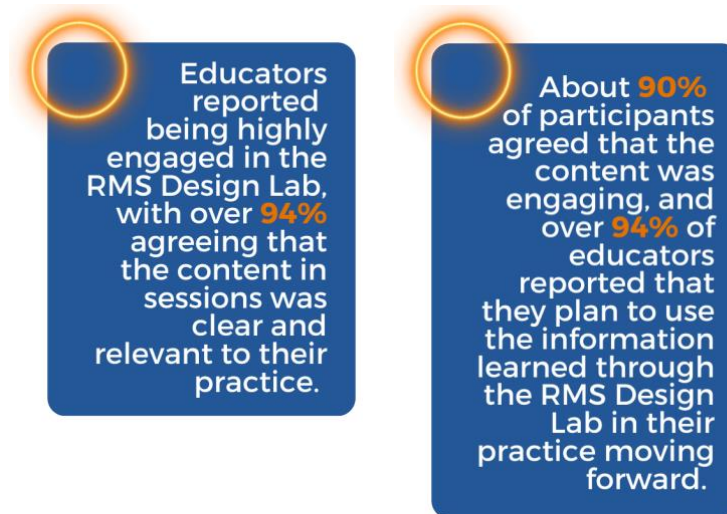 Educators
reported
being highly
engaged in the
RMS Design Lab,
with over 94%
agreeing that
the content in
sessions was
clear and
relevant to their
practice.
About 90%
of participants
agreed that the
content was
engaging, and
over 94% of
educators
reported that
they plan to use
the information
learned through
the RMS Design
Lab in their
practice moving
forward.